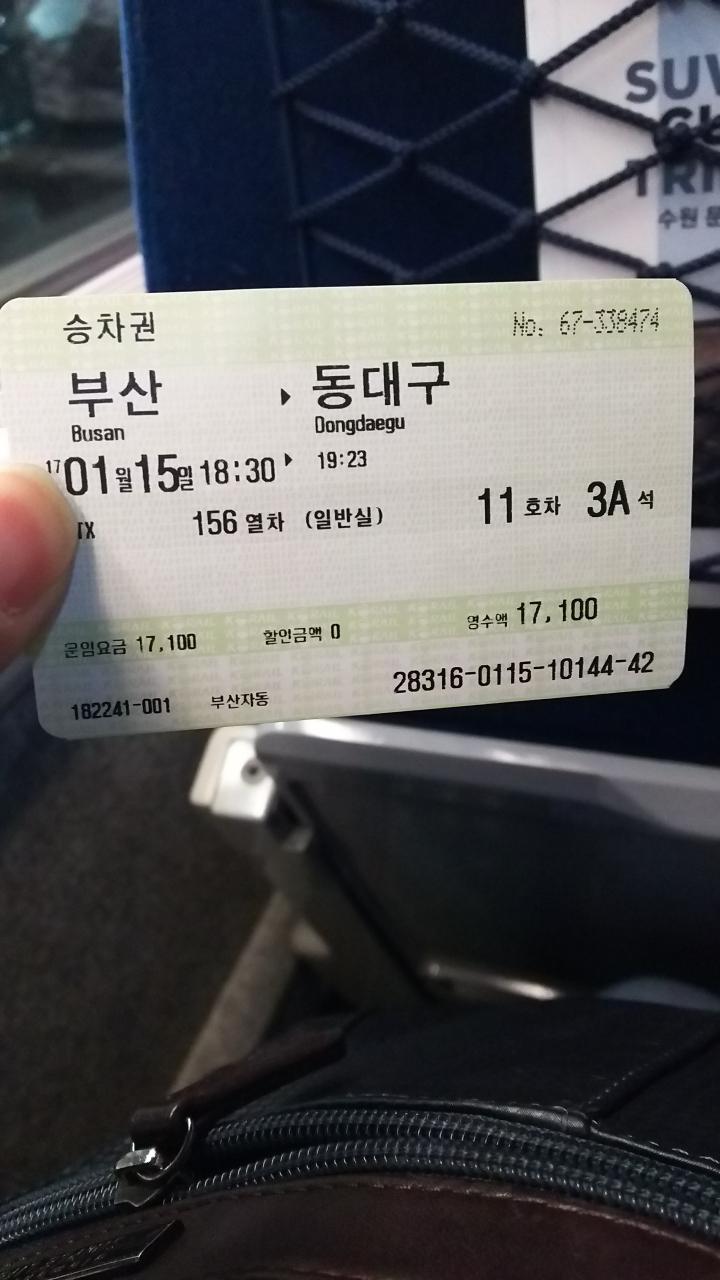 수원
승차권
No. 67-338474
부산 ▸ 동대구
Busan Dongdaegu
17 01월 15일 18:30 ▸ 19:23
TX 156 열차 (일반실) 11 호차 3A 석
운임요금 17,100 할인금액 0 영수액 17,100
28316-0115-10144-42
182241-001 부산자동